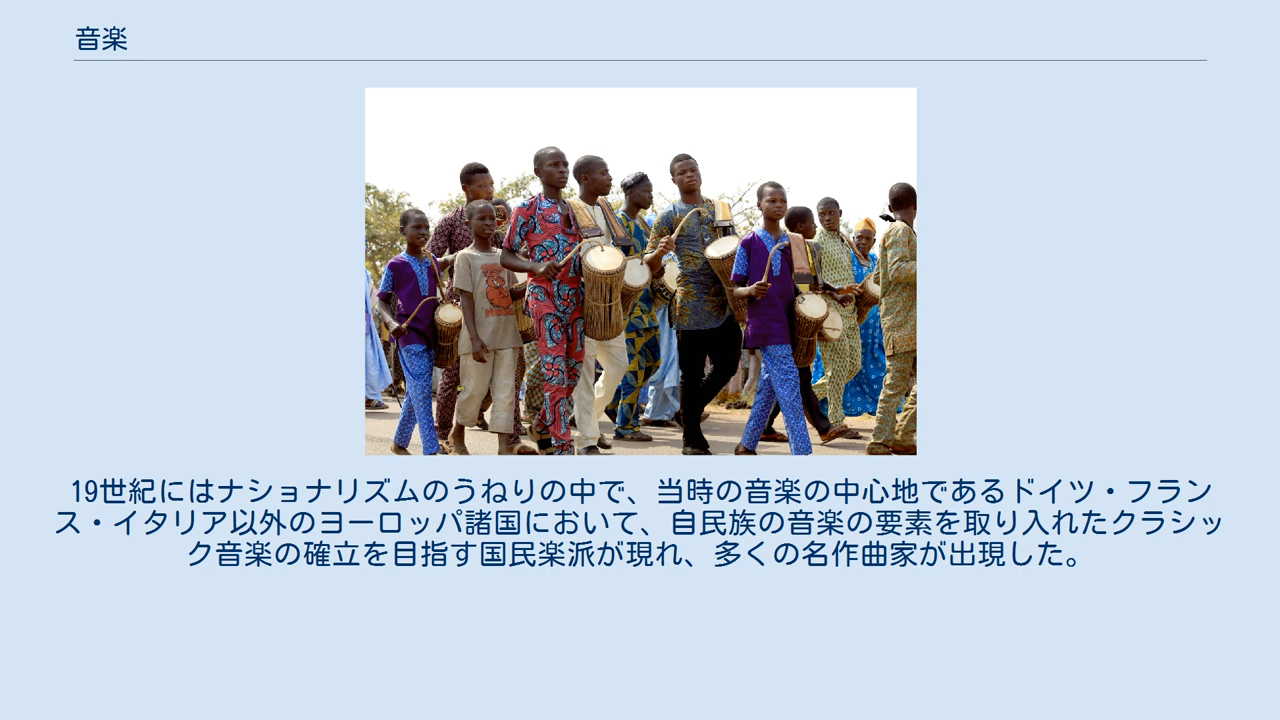 音楽
19世紀にはナショナリズムのうねりの中で、当時の音楽の中心地であるドイツ・フラン
ス・イタリア以外のヨーロッパ諸国において、自民族の音楽の要素を取り入れたクラシッ
ク音楽の確立を目指す国民楽派が現れ、多くの名作曲家が出現した。